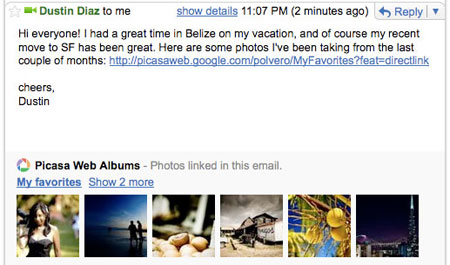 Dustin Diaz to me show details 11:07 PM (2 minutes ago) Reply
Hi everyone! I had a great time in Belize on my vacation, and of course my recent
move to SF has been great. Here are some photos I've been taking from the last
couple of months: http://picasaweb.google.com/polvero/MyFavorites?feat=directlink
cheers,
Dustin
Picasa Web Albums - Photos linked in this email.
My favorites Show 2 more